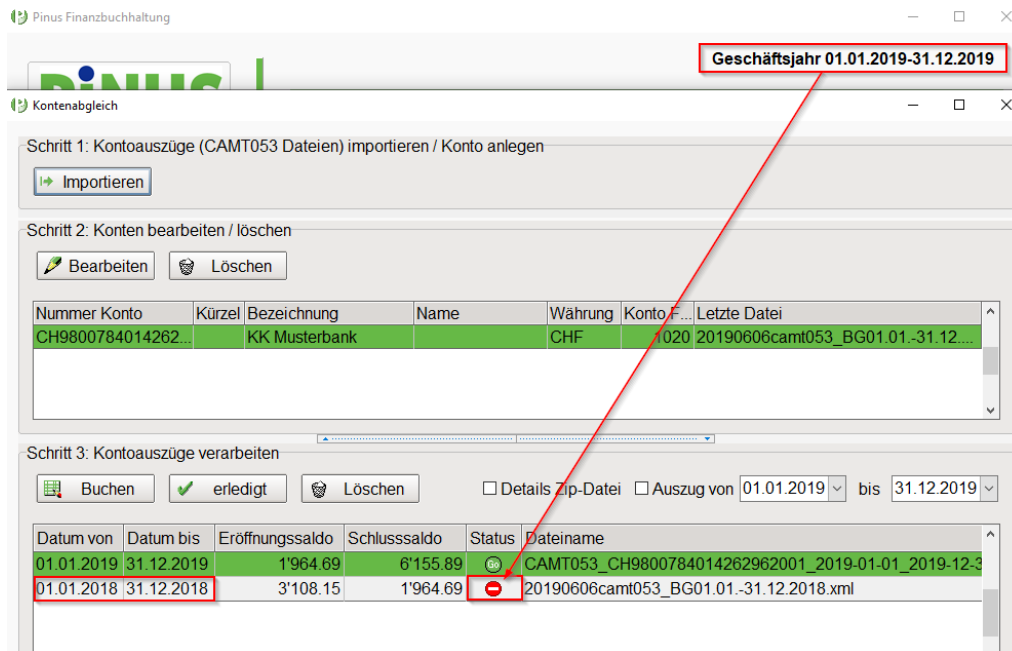 Pinus Finanzbuchhaltung
Geschäftsjahr 01.01.2019-31.12.2019
PiNUS
Kontenabgleich
Schritt 1: Kontoauszüge (CAMT053 Dateien) importieren / Konto anlegen
Importieren
Schritt 2: Konten bearbeiten / löschen
Bearbeiten Löschen
Nummer Konto Kürzel Bezeichnung Name Währung Konto F... Letzte Datei
CH9800784014262... KK Musterbank CHF 1020 20190606camt053_BG01.01.-31.12....
Schritt 3: Kontoauszüge verarbeiten
Buchen erledigt Löschen Details Zip-Datei Auszug von 01.01.2019 bis 31.12.2019
Datum von Datum bis Eröffnungssaldo Schlusssaldo Status Dateiname
01.01.2019 31.12.2019 1'964.69 6'155.89 Go CAMT053_CH9800784014262962001_2019-01-01_2019-12-3
01.01.2018 31.12.2018 3'108.15 1'964.69 20190606camt053_BG01.01.-31.12.2018.xml